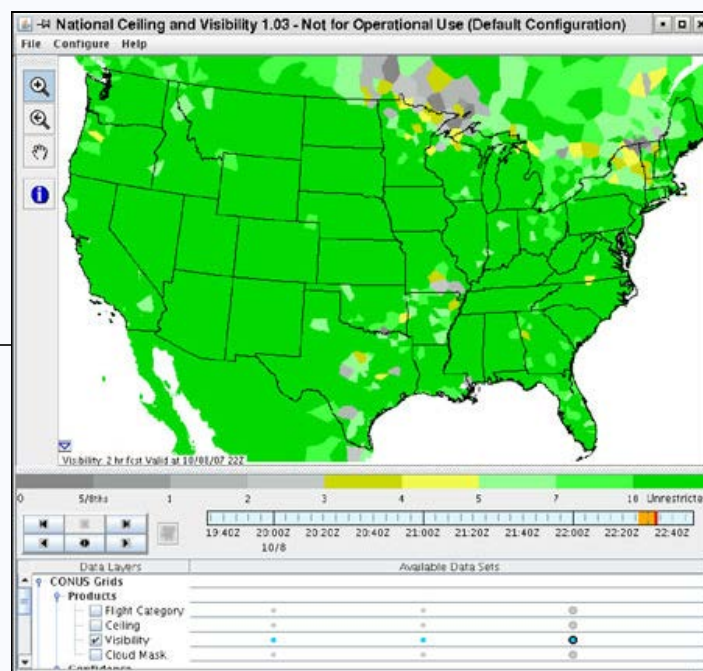 National Ceiling and Visibility 1.03 - Not for Operational Use (Default Configuration)
File Configure Help
Visibility: 2 hr fcst Valid at 10/08/07 22Z
0 5/8ths 1 2 3 4 5 7 10 Unrestricte
19:40Z 20:00Z 20:20Z 20:40Z 21:00Z 21:20Z 21:40Z 22:00Z 22:20Z 22:40Z
10/8
Data Layers Available Data Sets
CONUS Grids
Products
Flight Category
Ceiling
Visibility
Cloud Mask
Confidence